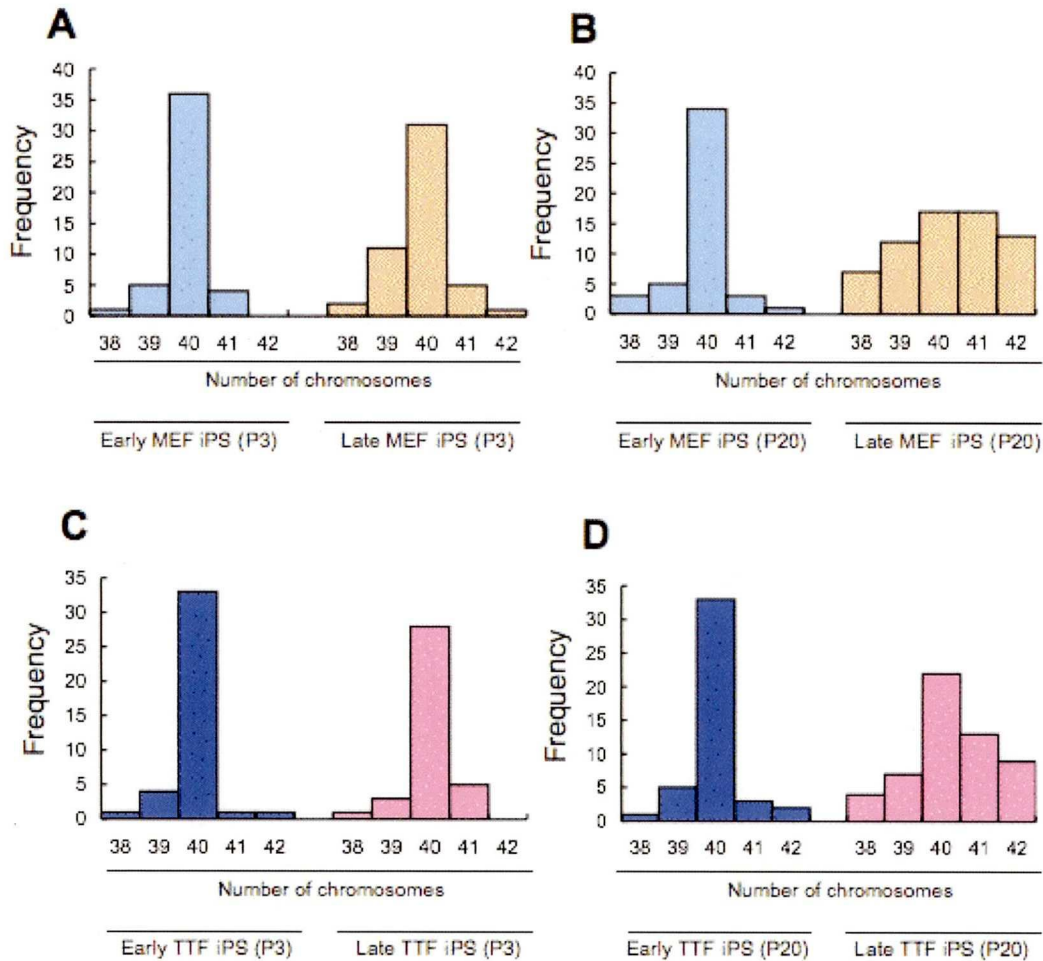 A
Frequency
40
35
30
25
20
15
10
5
0
38 39 40 41 42 38 39 40 41 42
Number of chromosomes
Early MEF iPS (P3) Late MEF iPS (P3)
B
Frequency
40
35
30
25
20
15
10
5
0
38 39 40 41 42 38 39 40 41 42
Number of chromosomes
Early MEF iPS (P20) Late MEF iPS (P20)
C
Frequency
35
30
25
20
15
10
5
0
38 39 40 41 42 38 39 40 41 42
Number of chromosomes
Early TTF iPS (P3) Late TTF iPS (P3)
D
Frequency
35
30
25
20
15
10
5
0
38 39 40 41 42 38 39 40 41 42
Number of chromosomes
Early TTF iPS (P20) Late TTF iPS (P20)